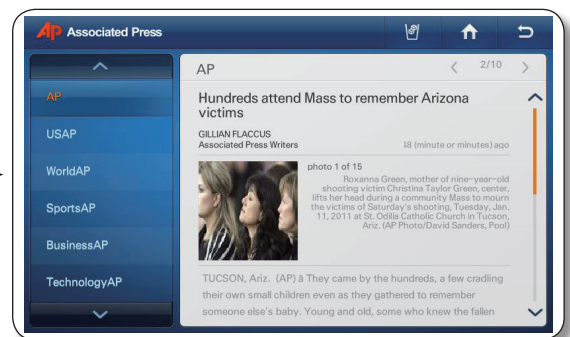 AP Associated Press
AP
USAP
WorldAP
SportsAP
BusinessAP
TechnologyAP
AP
2/10
Hundreds attend Mass to remember Arizona
victims
GILLIAN FLACCUS
Associated Press Writers
18 (minute or minutes) ago
photo 1 of 15
Roxanna Green, mother of nine-year-old
shooting victim Christina Taylor Green, center,
lifts her head during a community Mass to mourn
the victims of Saturday's shooting, Tuesday, Jan.
11, 2011 at St. Odilia Catholic Church in Tucson,
Ariz. (AP Photo/David Sanders, Pool)
TUCSON, Ariz. (AP) â They came by the hundreds, a few cradling
their own small children even as they gathered to remember
someone else's baby. Young and old, some who knew the fallen